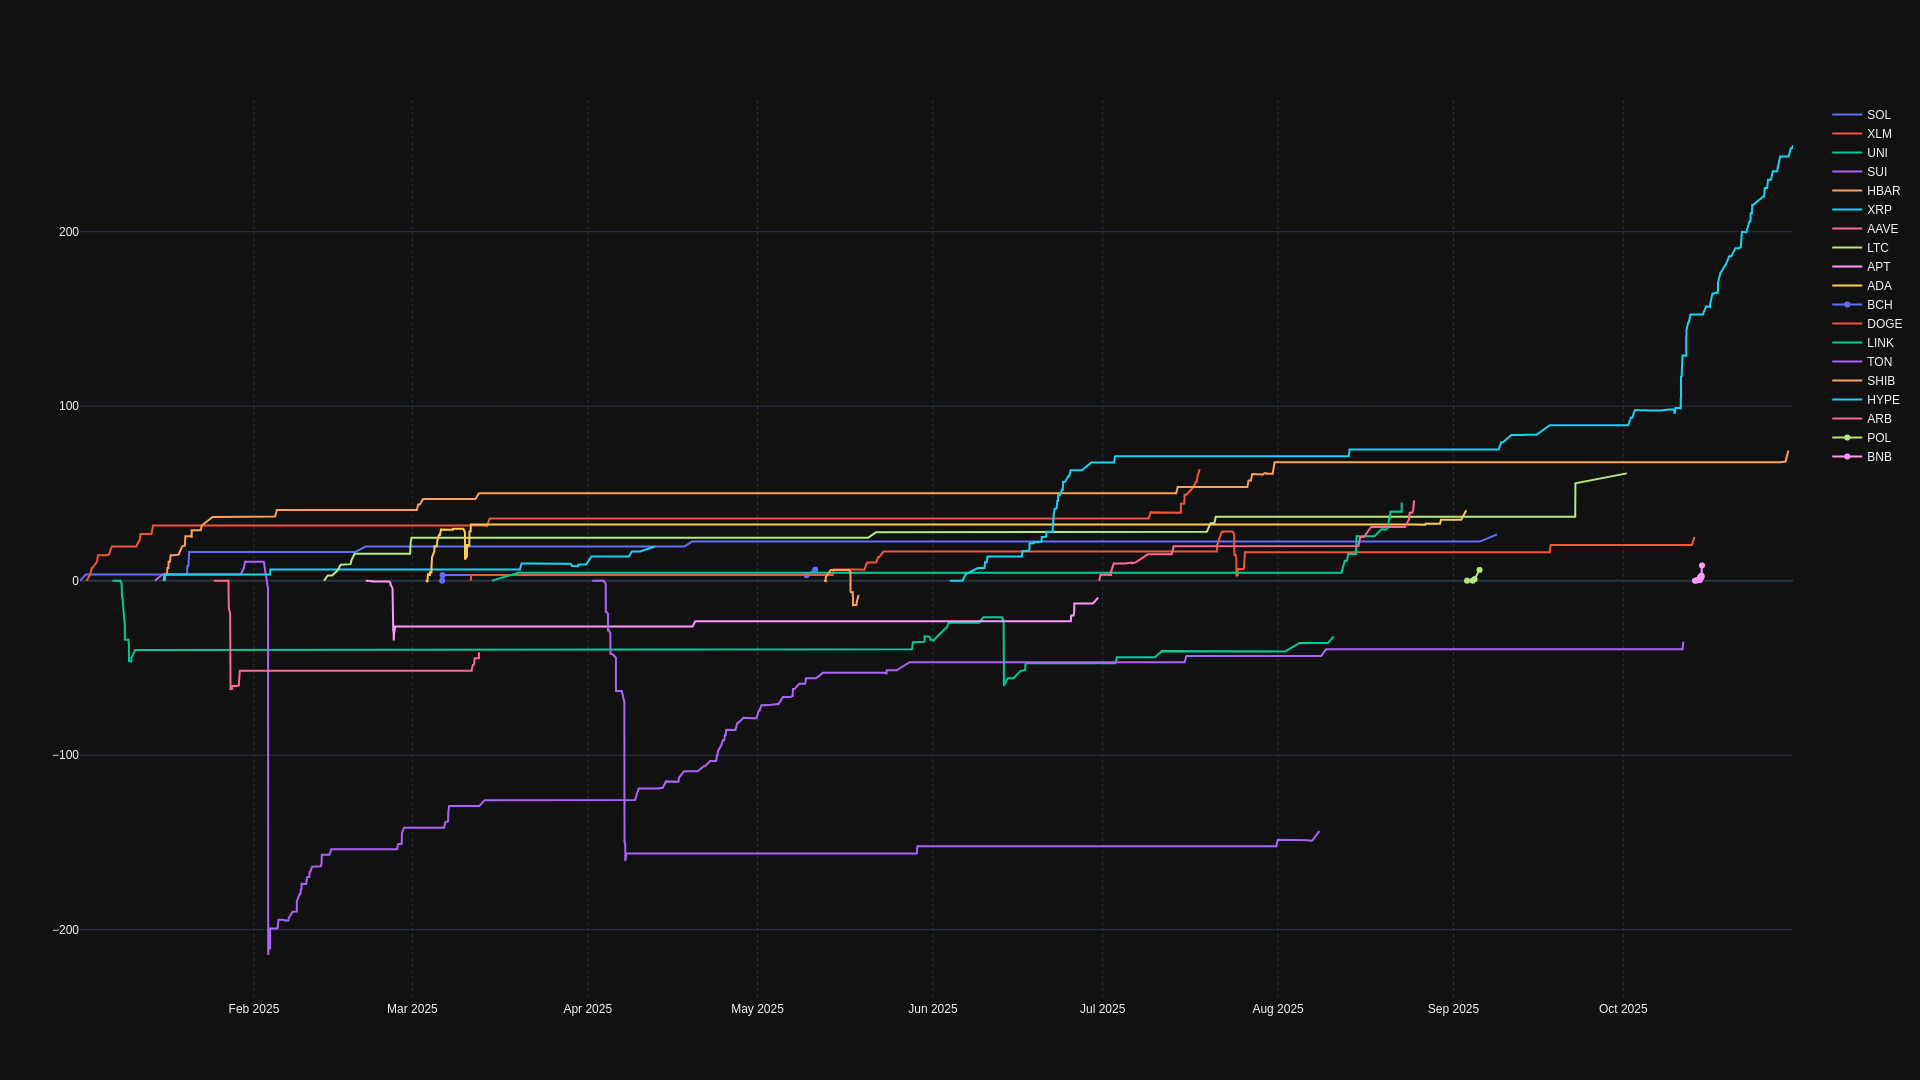 SOL
XLM
UNI
SUI
HBAR
XRP
AAVE
LTC
APT
ADA
BCH
DOGE
LINK
TON
SHIB
HYPE
ARB
POL
BNB
200
100
0
−100
−200
Feb 2025 Mar 2025 Apr 2025 May 2025 Jun 2025 Jul 2025 Aug 2025 Sep 2025 Oct 2025